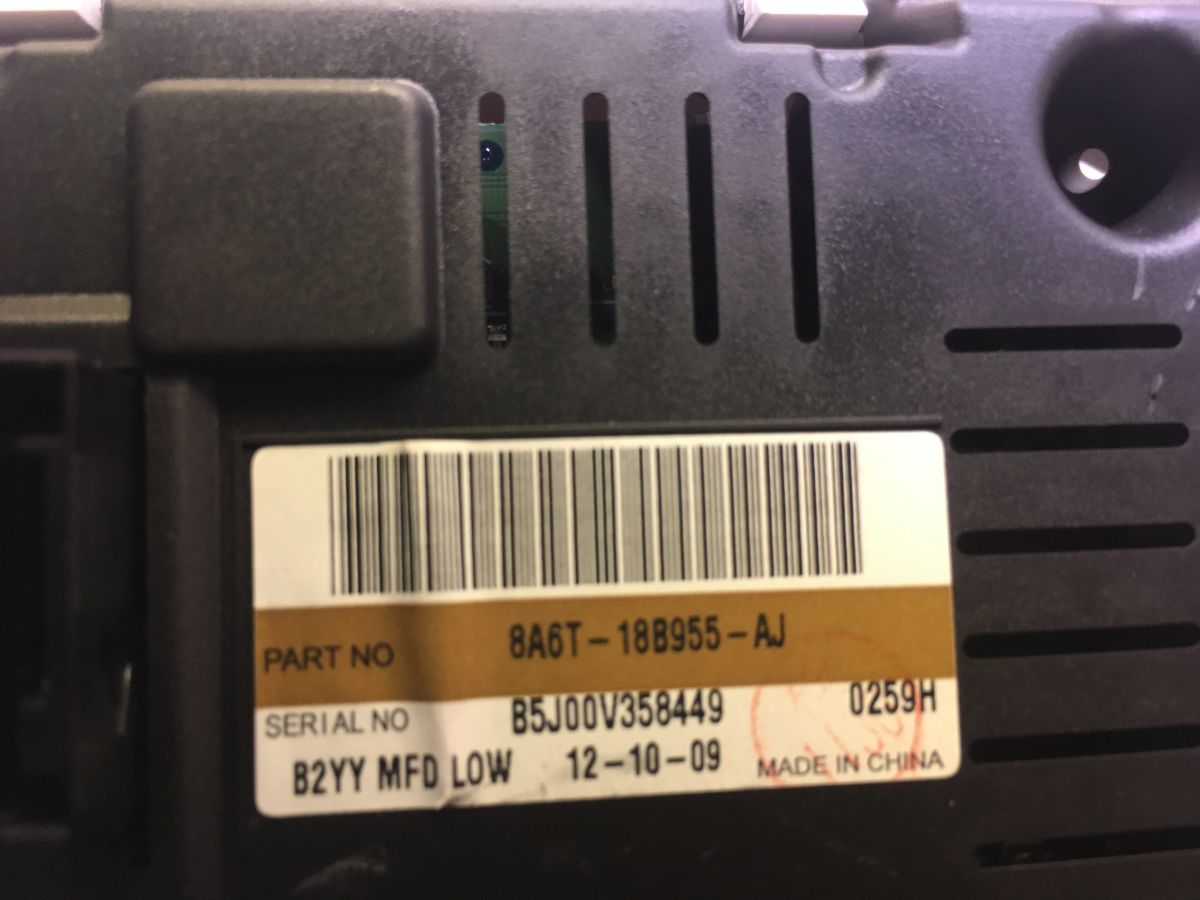 PART NO 8A6T-18B955-AJ
SERIAL NO B5J00V358449 0259H
B2YY MFD LOW 12-10-09 MADE IN CHINA